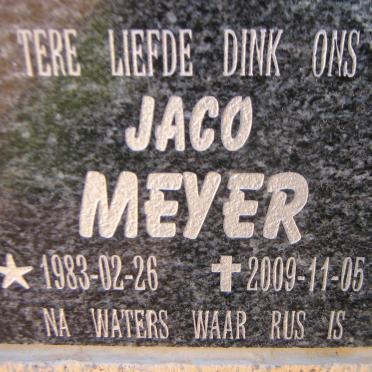 TERE LIEFDE DINK ONS
JACO
MEYER
1983-02-26 2009-11-05
NA WATERS WAAR RUS IS